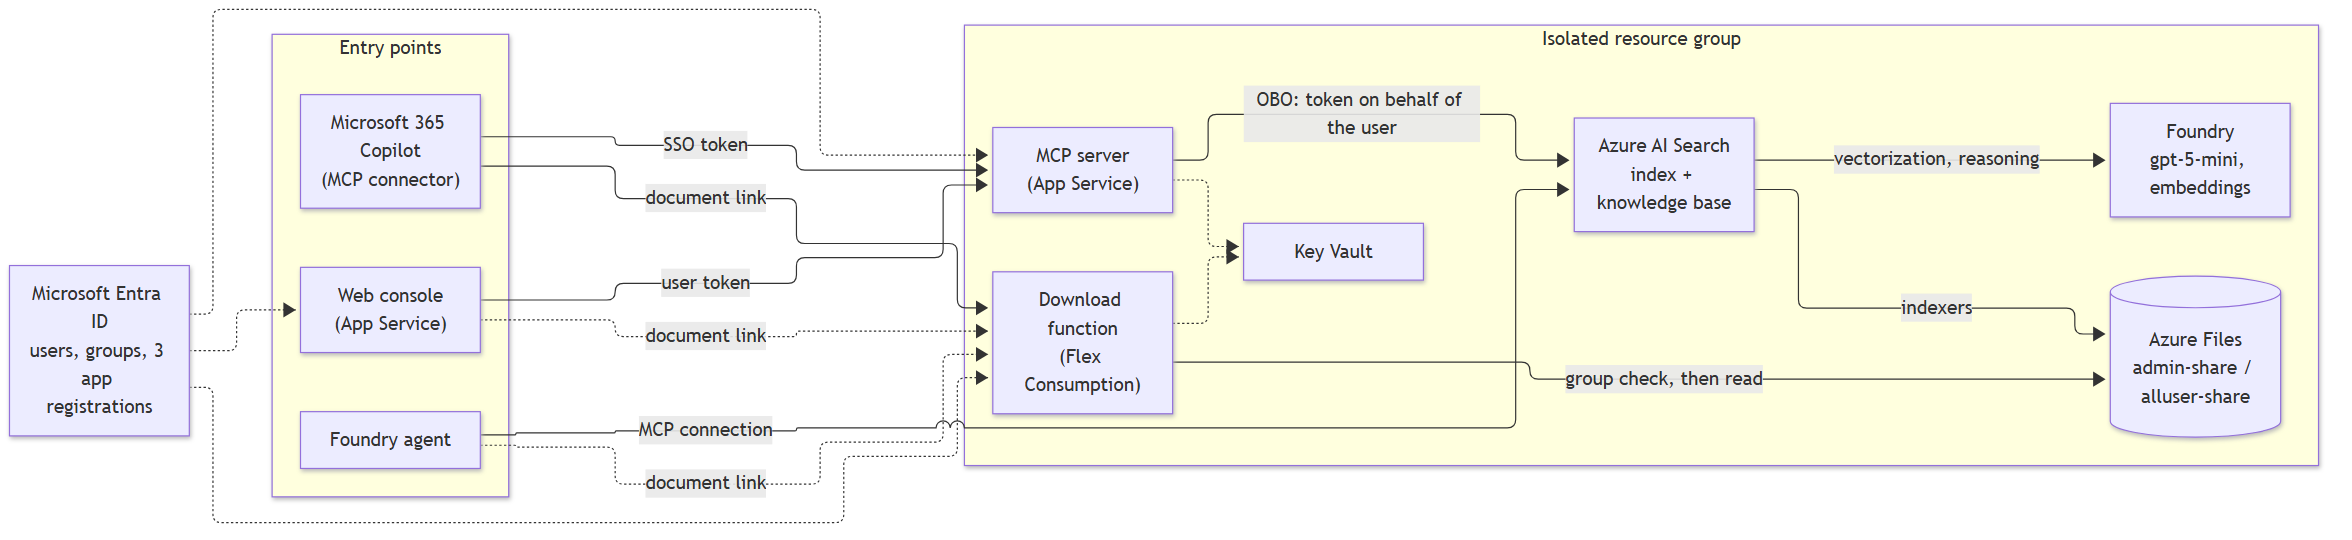 Entry points
Isolated resource group
Microsoft 365
Copilot
(MCP connector)
SSO token
document link
OBO: token on behalf of
the user
MCP server
(App Service)
Azure AI Search
index +
knowledge base
vectorization, reasoning
Foundry
gpt-5-mini,
embeddings
Key Vault
Microsoft Entra
ID
users, groups, 3
app
registrations
Web console
(App Service)
user token
document link
Download
function
(Flex
Consumption)
indexers
Azure Files
admin-share /
alluser-share
group check, then read
Foundry agent
MCP connection
document link